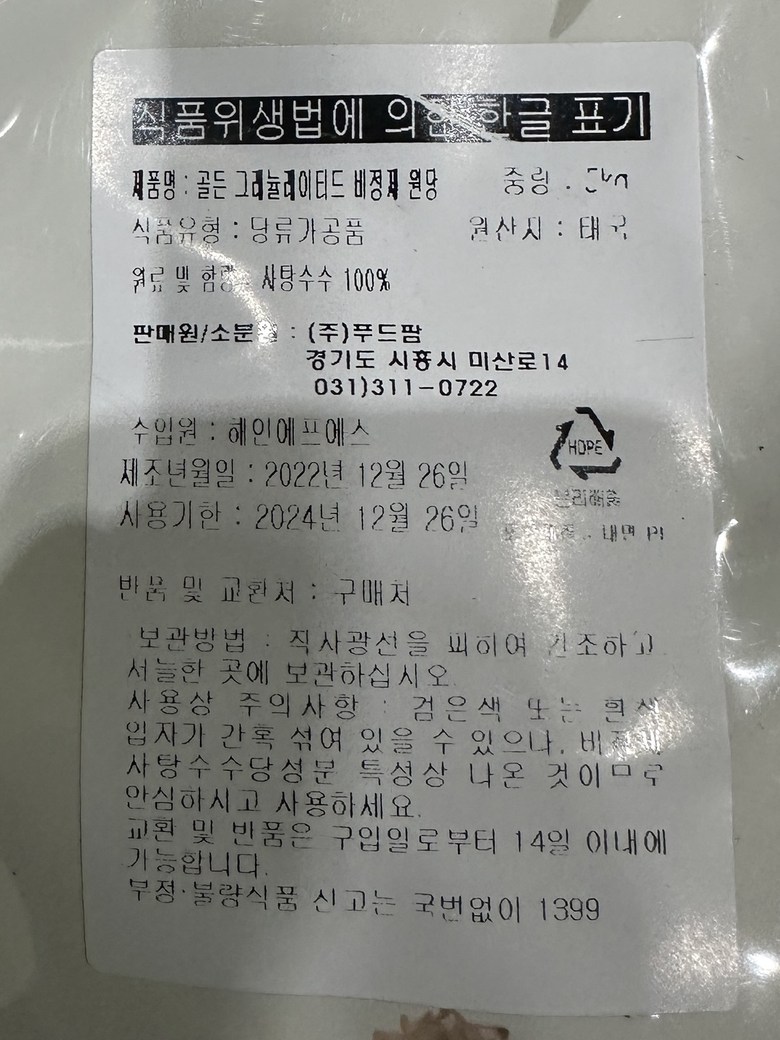 식품위생법에 의한 한글 표기
제품명 : 골든 그래뉼레이티드 비정제 원당 중량 :
식품유형 : 당류가공품 원산지 : 태국
원료 및 함량 : 사탕수수 100%
판매원/소분원 : (주)푸드팜
경기도 시흥시 미산로14
031)311-0722
수입원 : 해인에프에스
HDPE
제조년월일 : 2022년 12월 26일
분리배출
사용기한 : 2024년 12월 26일
내면
반품 및 교환처 : 구매처
보관방법 : 직사광선을 피하여 건조하고
서늘한 곳에 보관하십시오.
사용상 주의사항 : 검은색 또는 흰색
입자가 간혹 섞여 있을 수 있으나, 비정제
사탕수수당성분 특성상 나온 것이므로
안심하시고 사용하세요.
교환 및 반품은 구입일로부터 14일 이내에
가능합니다.
부정·불량식품 신고는 국번없이 1399